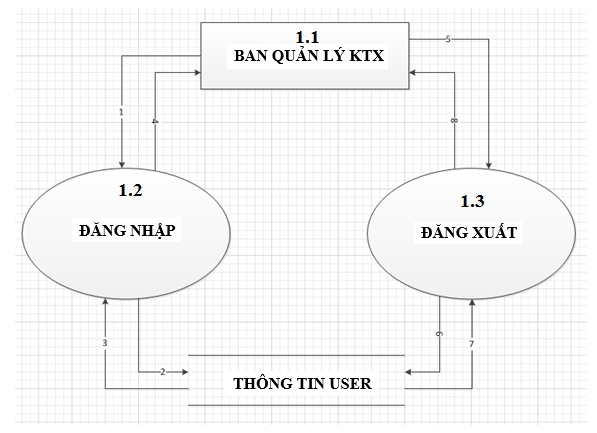 1.1
BAN QUẢN LÝ KTX
5
1
4
8
1.2
ĐĂNG NHẬP
1.3
ĐĂNG XUẤT
3
2
6
7
THÔNG TIN USER